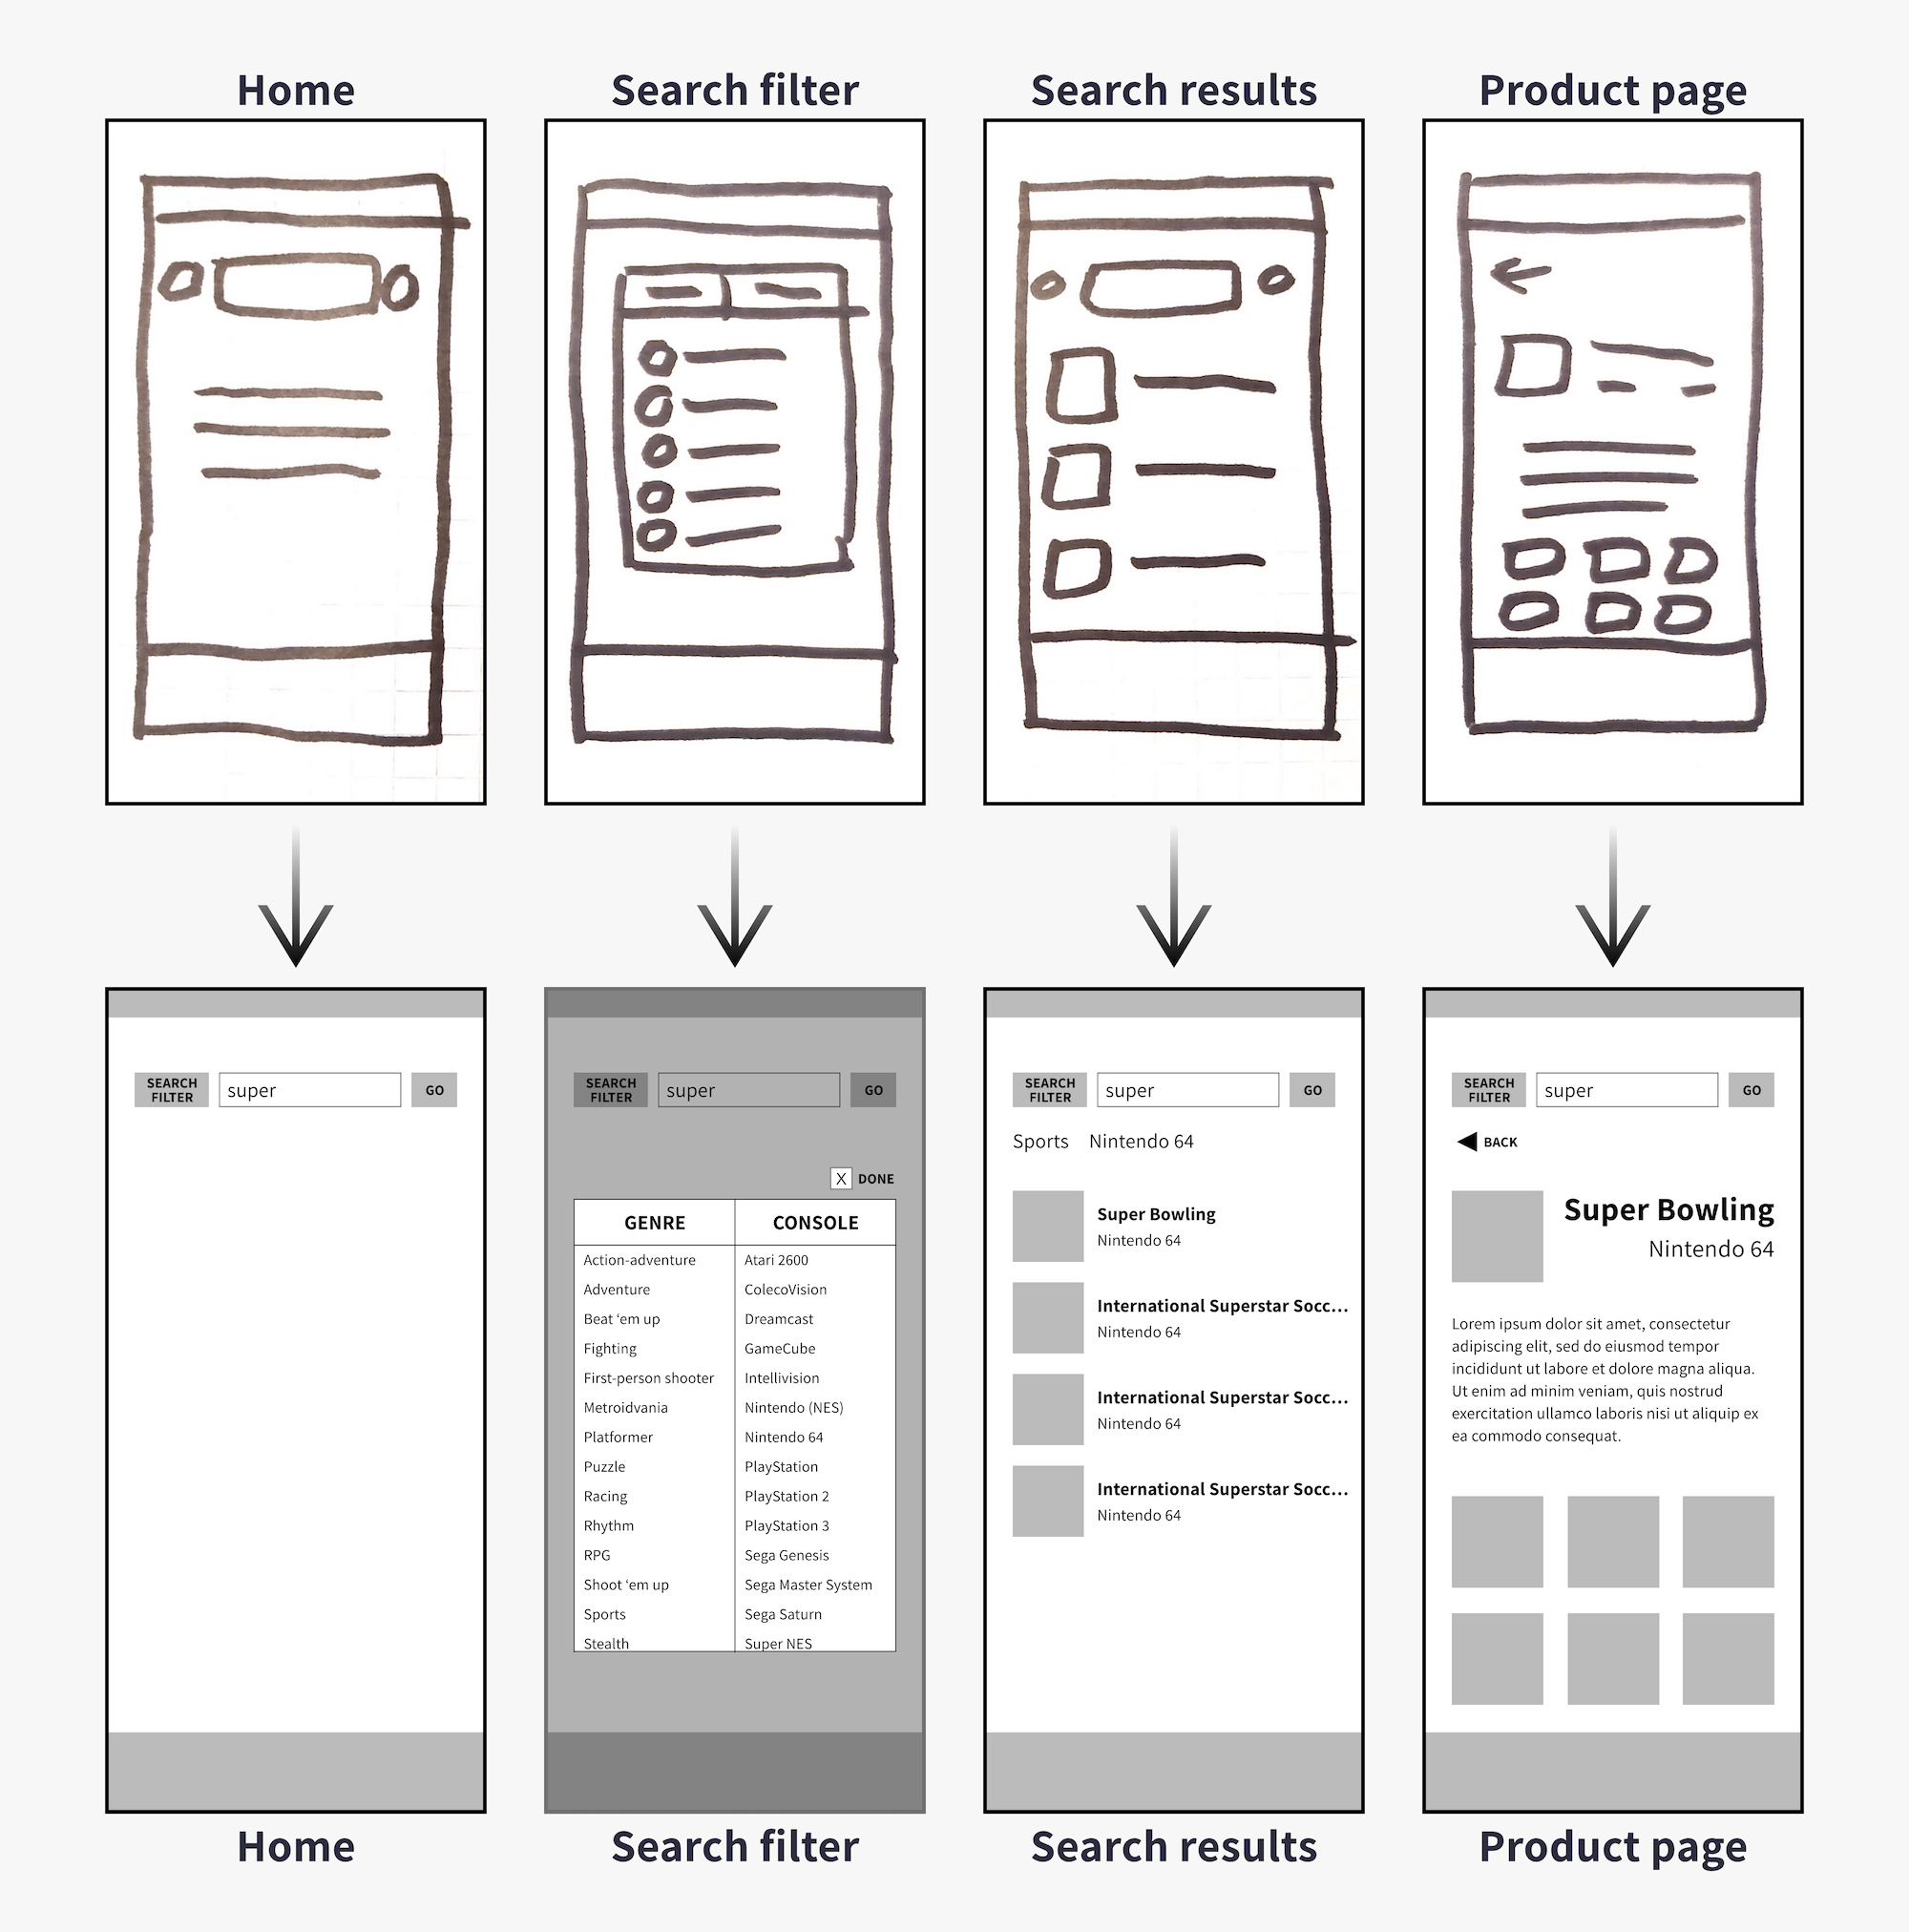 Home
Search filter
Search results
Product page
SEARCH
FILTER
super
GO
SEARCH
FILTER
super
GO
X DONE
GENRE
CONSOLE
Action-adventure
Adventure
Beat ‘em up
Fighting
First-person shooter
Metroidvania
Platformer
Puzzle
Racing
Rhythm
RPG
Shoot ‘em up
Sports
Stealth
Atari 2600
ColecoVision
Dreamcast
GameCube
Intellivision
Nintendo (NES)
Nintendo 64
PlayStation
PlayStation 2
PlayStation 3
Sega Genesis
Sega Master System
Sega Saturn
Super NES
SEARCH
FILTER
super
GO
Sports Nintendo 64
Super Bowling
Nintendo 64
International Superstar Socc...
Nintendo 64
International Superstar Socc...
Nintendo 64
International Superstar Socc...
Nintendo 64
SEARCH
FILTER
super
GO
BACK
Super Bowling
Nintendo 64
Lorem ipsum dolor sit amet, consectetur
adipiscing elit, sed do eiusmod tempor
incididunt ut labore et dolore magna aliqua.
Ut enim ad minim veniam, quis nostrud
exercitation ullamco laboris nisi ut aliquip ex
ea commodo consequat.
Home
Search filter
Search results
Product page